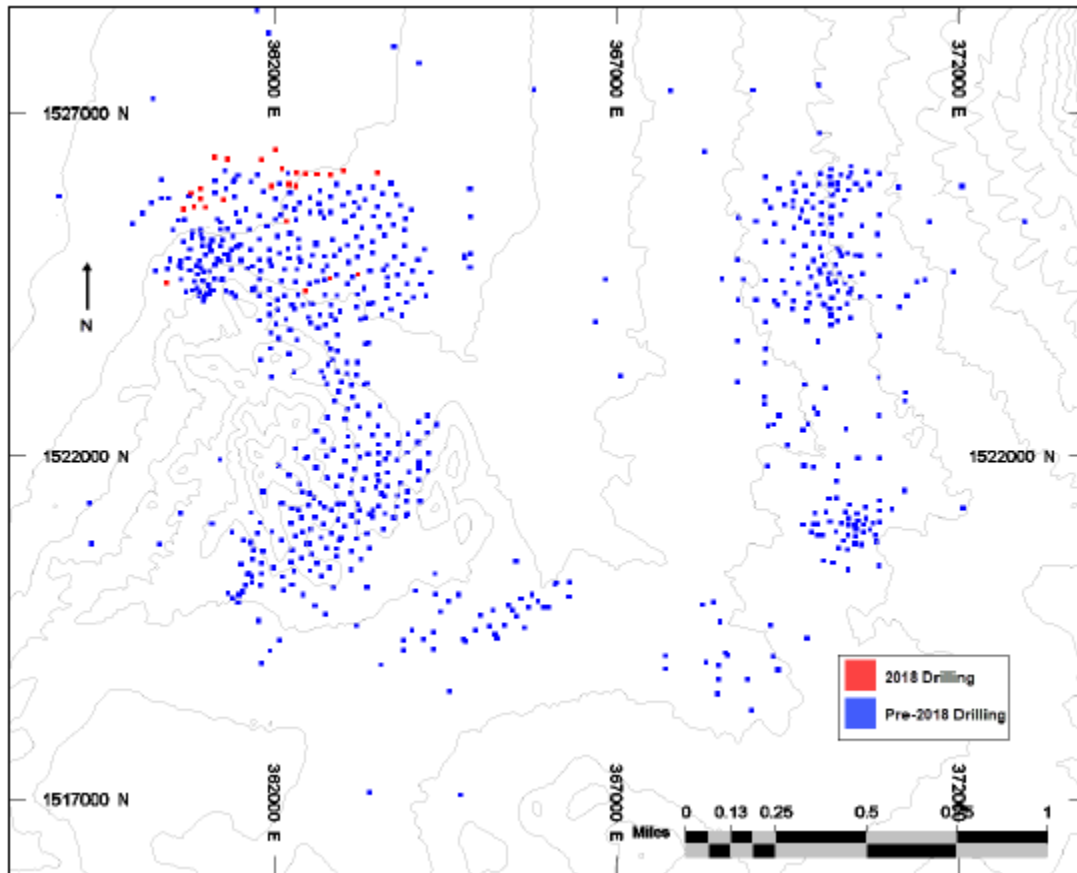 362000 E
367000 E
372000 E
1527000 N
N
1522000 N
1522000 N
2018 Drilling
Pre-2018 Drilling
1517000 N
362000 E
367000 E
372000
0 0.13 0.25 0.5 1
Miles